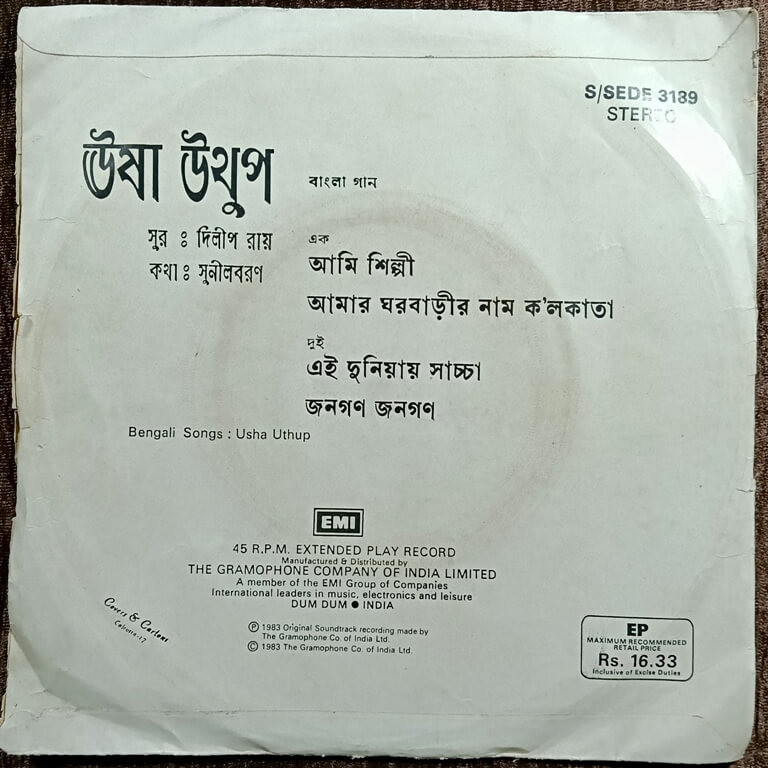 S/SEDE 3189
STEREO
ঊষা উথুপ
বাংলা গান
সুর : দিলীপ রায়
কথা : সুনীলবরণ
এক
আমি শিল্পী
আমার ঘরবাড়ীর নাম ক'লকাতা
দুই
এই দুনিয়ায় সাচ্চা
জনগণ জনগণ
Bengali Songs : Usha Uthup
EMI
45 R.P.M. EXTENDED PLAY RECORD
Manufactured & Distributed by
THE GRAMOPHONE COMPANY OF INDIA LIMITED
A member of the EMI Group of Companies
International leaders in music, electronics and leisure
DUM DUM ● INDIA
Ⓟ 1983 Original Soundtrack recording made by
The Gramophone Co. of India Ltd.
© 1983 The Gramophone Co. of India Ltd.
Covers & Cartons
Calcutta-17
EP
MAXIMUM RECOMMENDED
RETAIL PRICE
Rs. 16.33
Inclusive of Excise Duties